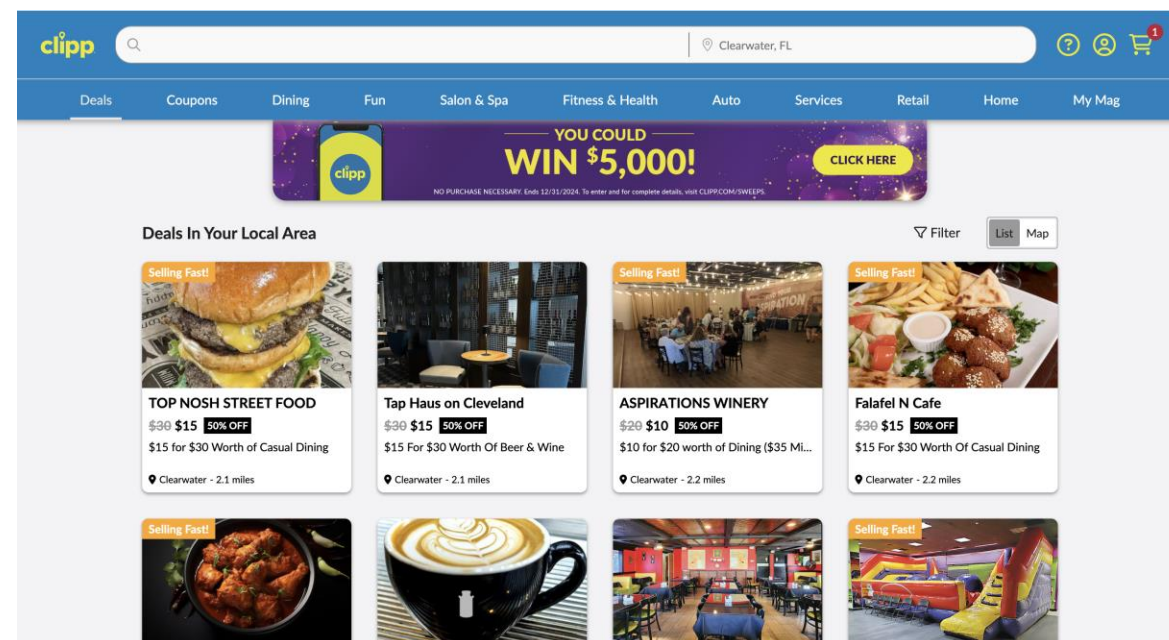 clipp
Clearwater, FL
1
Deals
Coupons
Dining
Fun
Salon & Spa
Fitness & Health
Auto
Services
Retail
Home
My Mag
clipp
YOU COULD
WIN $5,000!
NO PURCHASE NECESSARY. Ends 12/31/2024. To enter and for complete details, visit CLIPP.COM/SWEEPS.
CLICK HERE
Deals In Your Local Area
Filter
List
Map
Selling Fast!
TOP NOSH STREET FOOD
$30 $15 50% OFF
$15 for $30 Worth of Casual Dining
Clearwater - 2.1 miles
Tap Haus on Cleveland
$30 $15 50% OFF
$15 For $30 Worth Of Beer & Wine
Clearwater - 2.1 miles
Selling Fast!
ASPIRATION
ASPIRATIONS WINERY
$20 $10 50% OFF
$10 for $20 worth of Dining ($35 Mi...
Clearwater - 2.2 miles
Selling Fast!
Falafel N Cafe
$30 $15 50% OFF
$15 For $30 Worth Of Casual Dining
Clearwater - 2.2 miles
Selling Fast!
Selling Fast!